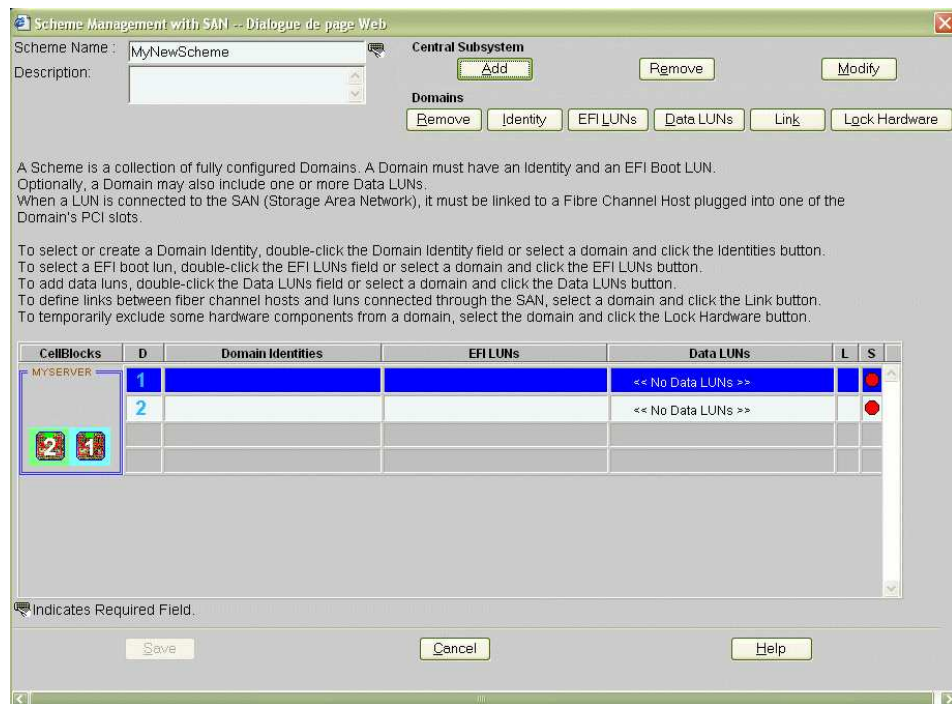 Scheme Management with SAN -- Dialogue de page Web
Scheme Name :
MyNewScheme
Central Subsystem
Add
Remove
Modify
Description:
Domains
Remove
Identity
EFI LUNs
Data LUNs
Link
Lock Hardware
A Scheme is a collection of fully configured Domains. A Domain must have an Identity and an EFI Boot LUN.
Optionally, a Domain may also include one or more Data LUNs.
When a LUN is connected to the SAN (Storage Area Network), it must be linked to a Fibre Channel Host plugged into one of the
Domain's PCI slots.
To select or create a Domain Identity, double-click the Domain Identity field or select a domain and click the Identities button.
To select a EFI boot lun, double-click the EFI LUNs field or select a domain and click the EFI LUNs button.
To add data luns, double-click the Data LUNs field or select a domain and click the Data LUNs button.
To define links between fiber channel hosts and luns connected through the SAN, select a domain and click the Link button.
To temporarily exclude some hardware components from a domain, select the domain and click the Lock Hardware button.
CellBlocks D Domain Identities EFI LUNs Data LUNs L S
MYSERVER
1 << No Data LUNs >>
2 << No Data LUNs >>
2 1
Indicates Required Field.
Save
Cancel
Help